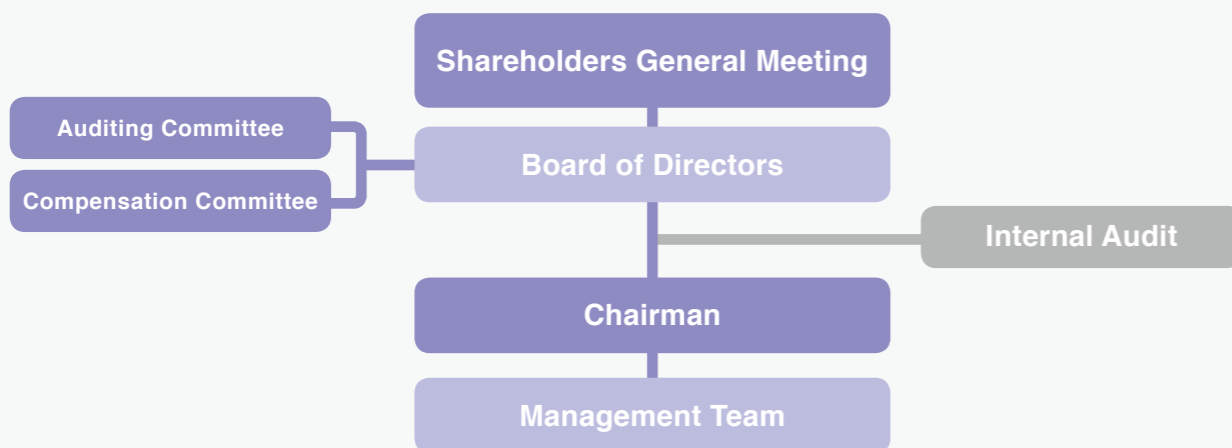 Shareholders General Meeting
Auditing Committee
Board of Directors
Compensation Committee
Internal Audit
Chairman
Management Team